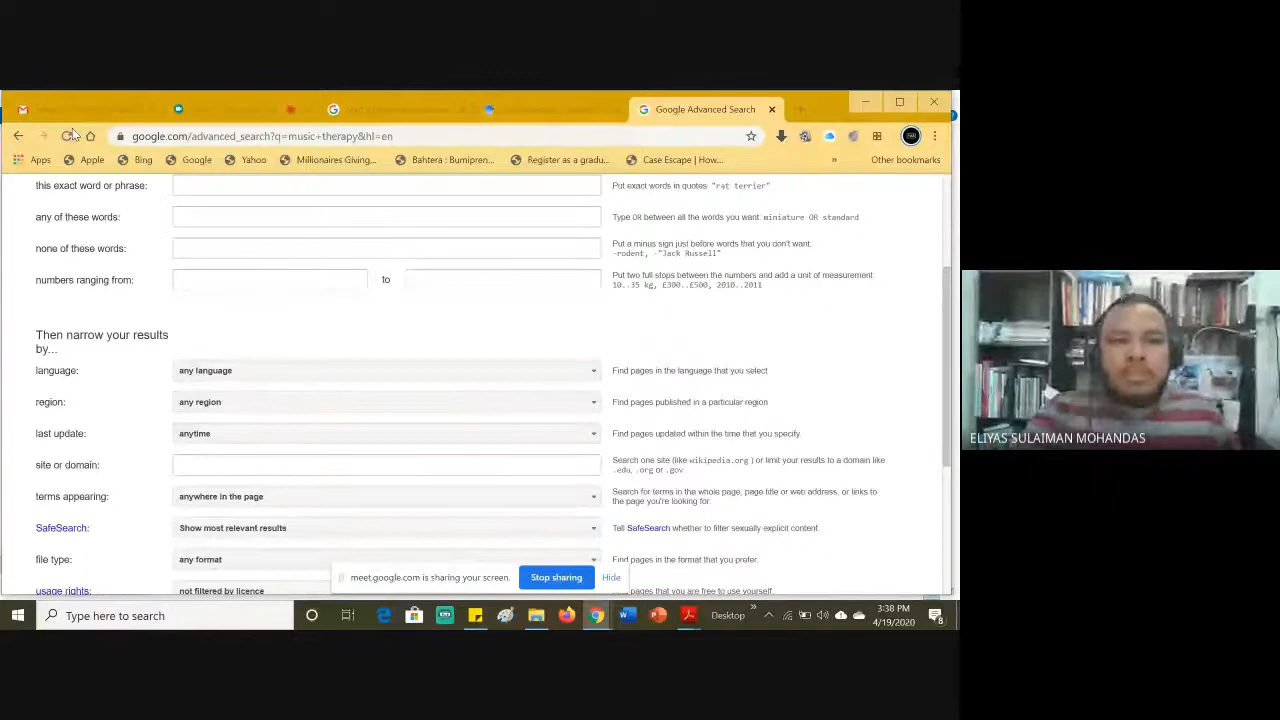 Google Advanced Search
google.com/advanced_search?q=music+therapy&hl=en
Apps Apple Bing Google Yahoo Millionaires Giving... Bahtera : Bumipren... Register as a gradu... Case Escape | How... » Other bookmarks
this exact word or phrase: Put exact words in quotes: "rat terrier"
any of these words: Type OR between all the words you want: miniature OR standard
none of these words: Put a minus sign just before words that you don't want:
-rodent, -"Jack Russell"
numbers ranging from: to Put two full stops between the numbers and add a unit of measurement:
10..35 kg, £300..£500, 2010..2011
Then narrow your results
by...
language: any language Find pages in the language that you select
region: any region Find pages published in a particular region
last update: anytime Find pages updated within the time that you specify.
site or domain: Search one site (like wikipedia.org ) or limit your results to a domain like
.edu, .org or .gov
terms appearing: anywhere in the page Search for terms in the whole page, page title or web address, or links to
the page you're looking for.
SafeSearch: Show most relevant results Tell SafeSearch whether to filter sexually explicit content.
file type: any format Find pages in the format that you prefer.
usage rights: not filtered by licence pages that you are free to use yourself.
meet.google.com is sharing your screen. Stop sharing Hide
Type here to search
Desktop »
3:38 PM
4/19/2020
8
ELIYAS SULAIMAN MOHANDAS